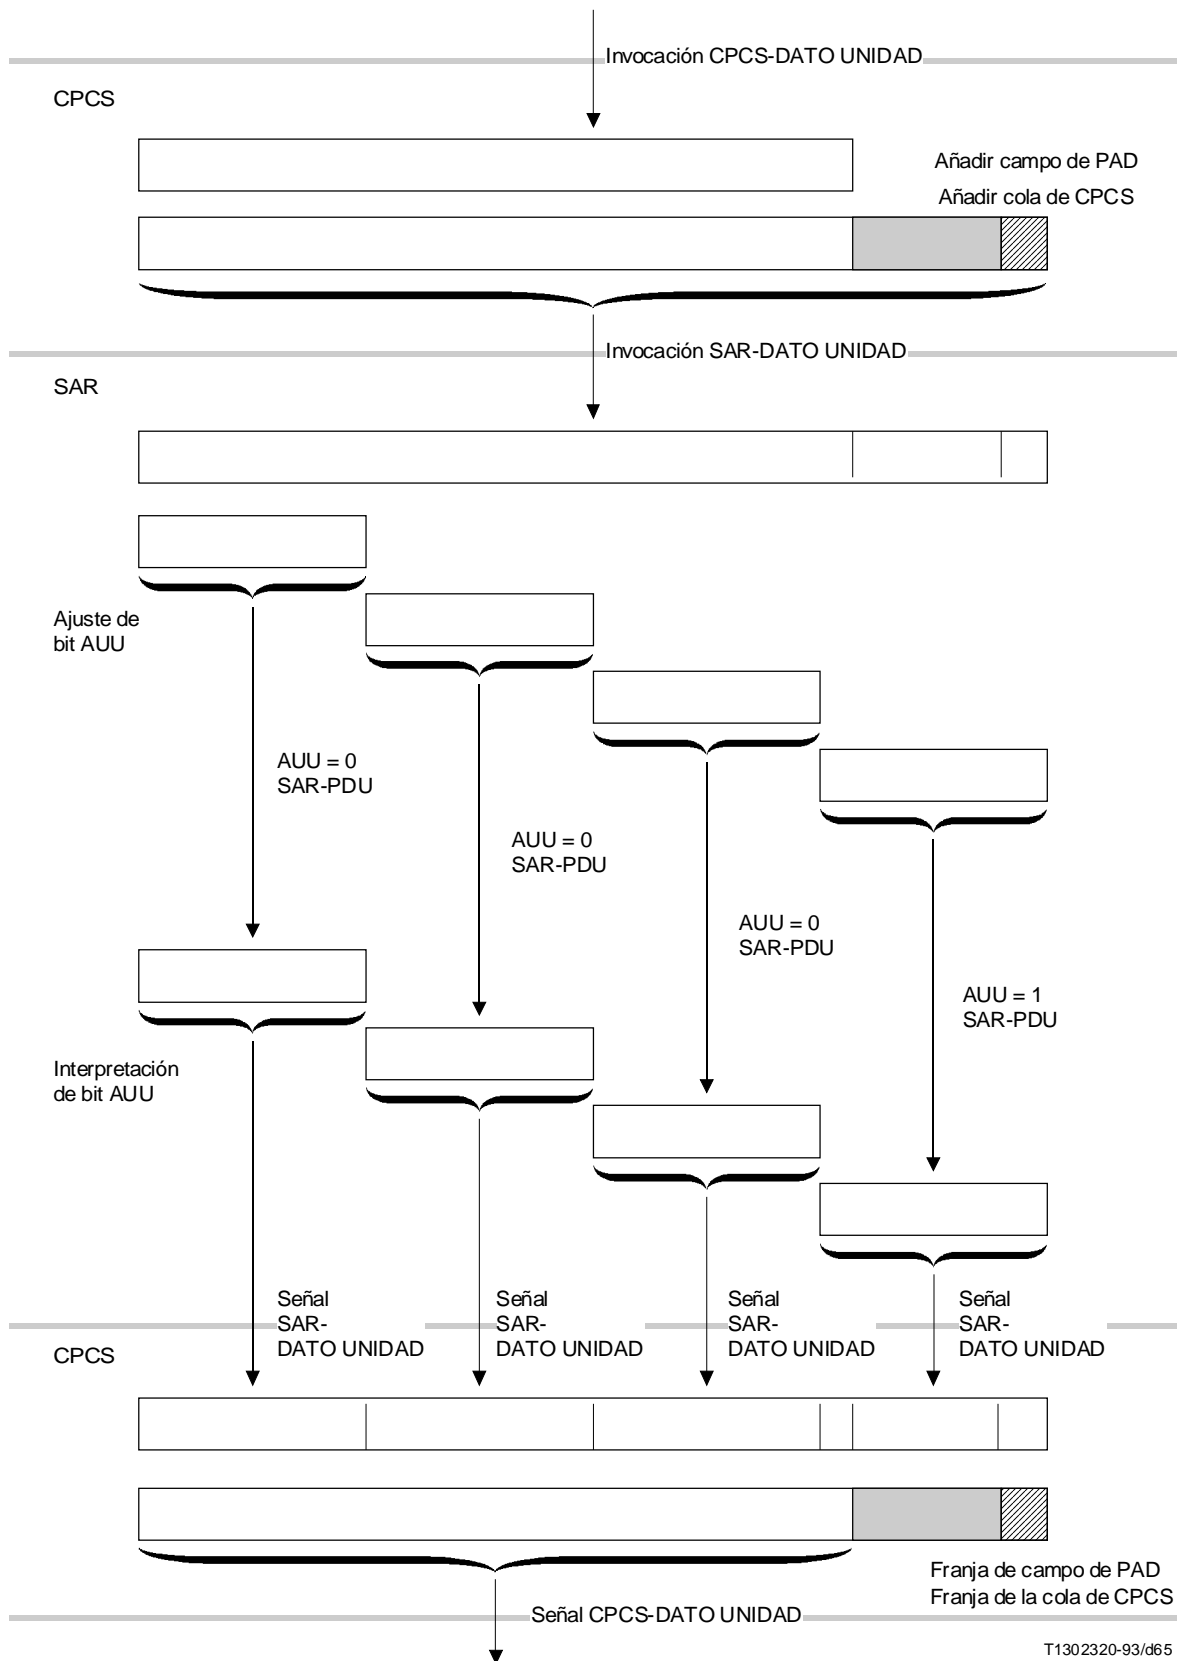 Invocación CPCS-DATO UNIDAD
CPCS
Añadir campo de PAD
Añadir cola de CPCS
Invocación SAR-DATO UNIDAD
SAR
Ajuste de
bit AUU
AUU = 0
SAR-PDU
AUU = 0
SAR-PDU
AUU = 0
SAR-PDU
AUU = 1
SAR-PDU
Interpretación
de bit AUU
Señal
SAR-
DATO UNIDAD
Señal
SAR-
DATO UNIDAD
Señal
SAR-
DATO UNIDAD
Señal
SAR-
DATO UNIDAD
CPCS
Franja de campo de PAD
Franja de la cola de CPCS
Señal CPCS-DATO UNIDAD
T1302320-93/d65